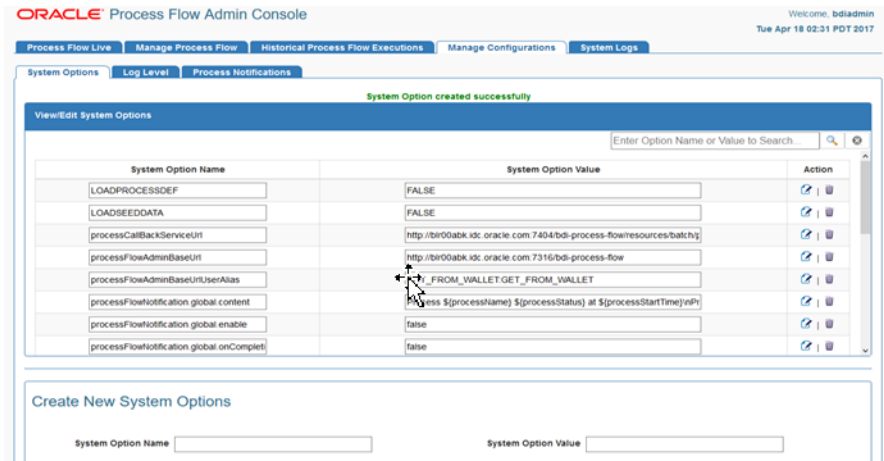 ORACLE Process Flow Admin Console
Welcome, bdiadmin
Tue Apr 18 02:31 PDT 2017
Process Flow Live Manage Process Flow Historical Process Flow Executions Manage Configurations System Logs
System Options Log Level Process Notifications
System Option created successfully
View/Edit System Options
Enter Option Name or Value to Search...
System Option Name System Option Value Action
LOADPROCESSDEF FALSE |
LOADSEEDDATA FALSE |
processCallBackServiceUrl http://blr00abk.idc.oracle.com:7404/bdi-process-flow/resources/batch/p |
processFlowAdminBaseUrl http://blr00abk.idc.oracle.com:7316/bdi-process-flow |
processFlowAdminBaseUrlUserAlias _FROM_WALLET:GET_FROM_WALLET |
processFlowNotification.global.content ${processName} ${processStatus} at ${processStartTime}\nPr |
processFlowNotification.global.enable false |
processFlowNotification.global.onCompleti false |
Create New System Options
System Option Name System Option Value